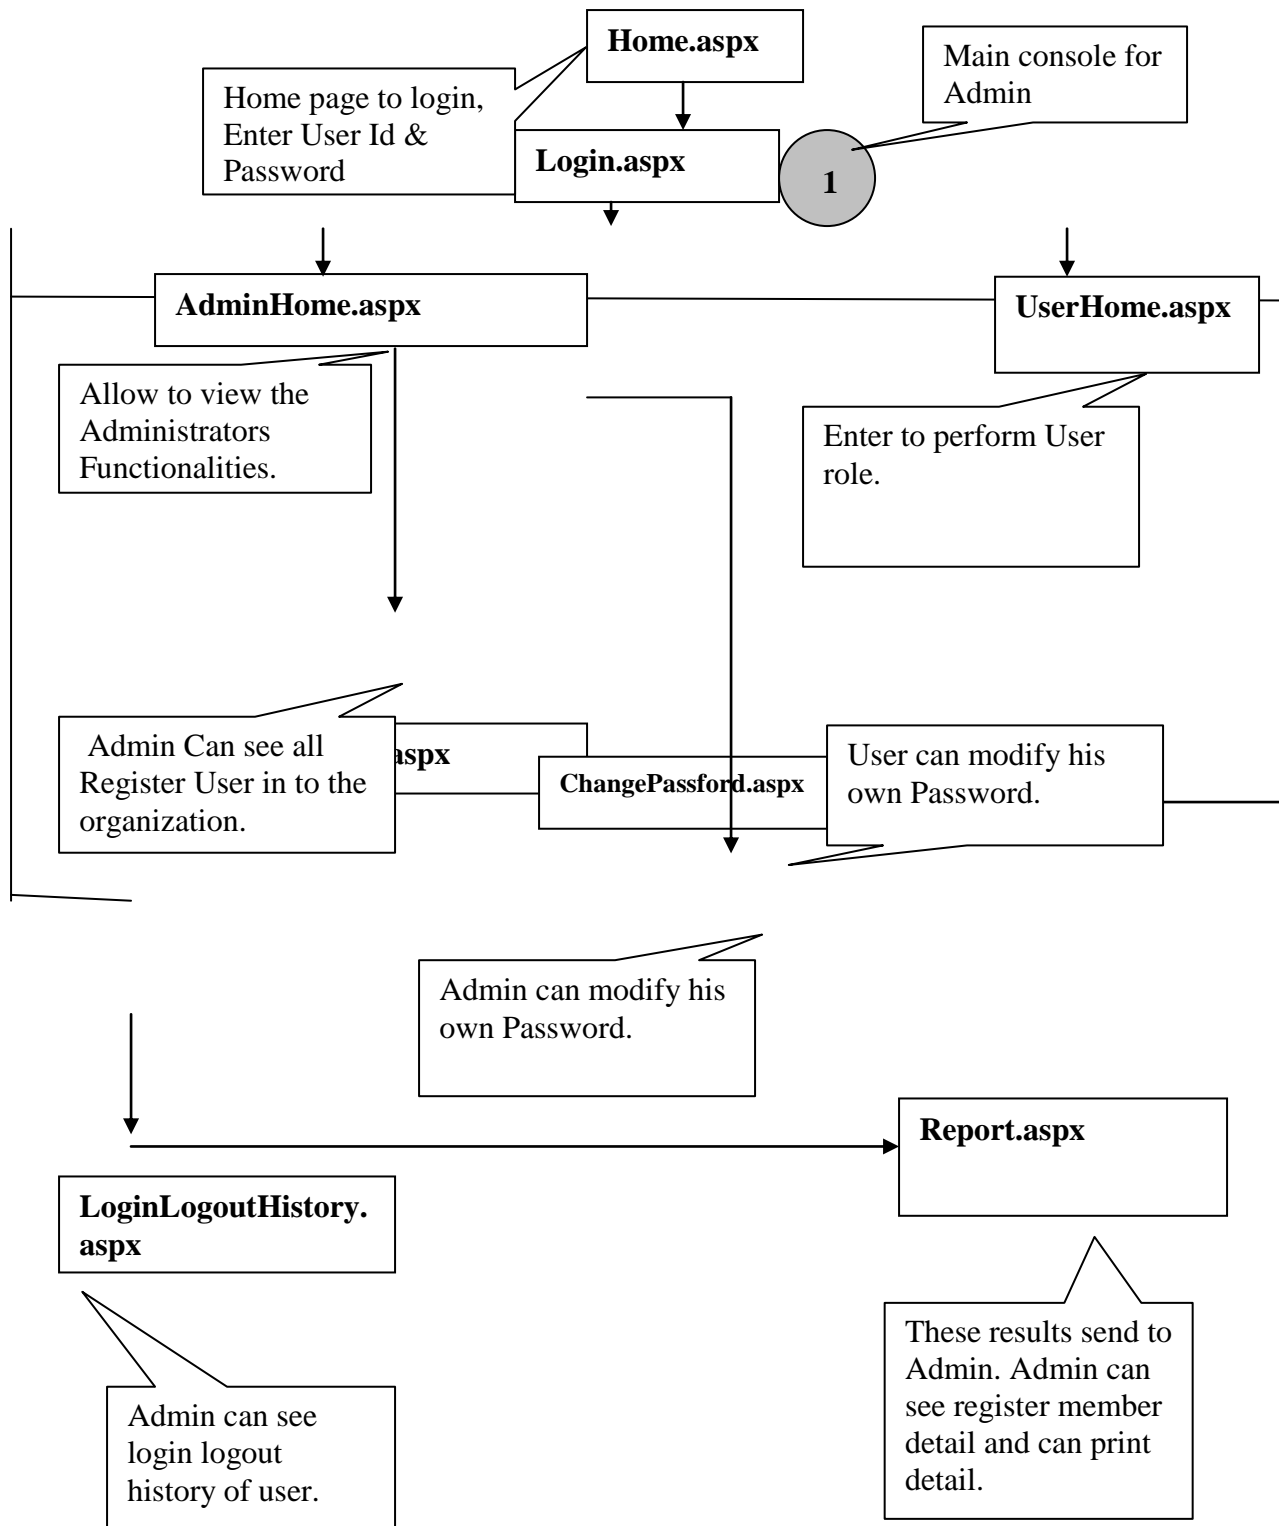 Home.aspx
Main console for
Admin
Home page to login,
Enter User Id &
Password
Login.aspx
1
AdminHome.aspx
UserHome.aspx
Allow to view the
Administrators
Functionalities.
Enter to perform User
role.
Admin Can see all
Register User in to the
organization.
.aspx
ChangePassford.aspx
User can modify his
own Password.
Admin can modify his
own Password.
Report.aspx
LoginLogoutHistory.
aspx
These results send to
Admin. Admin can
see register member
detail and can print
detail.
Admin can see
login logout
history of user.